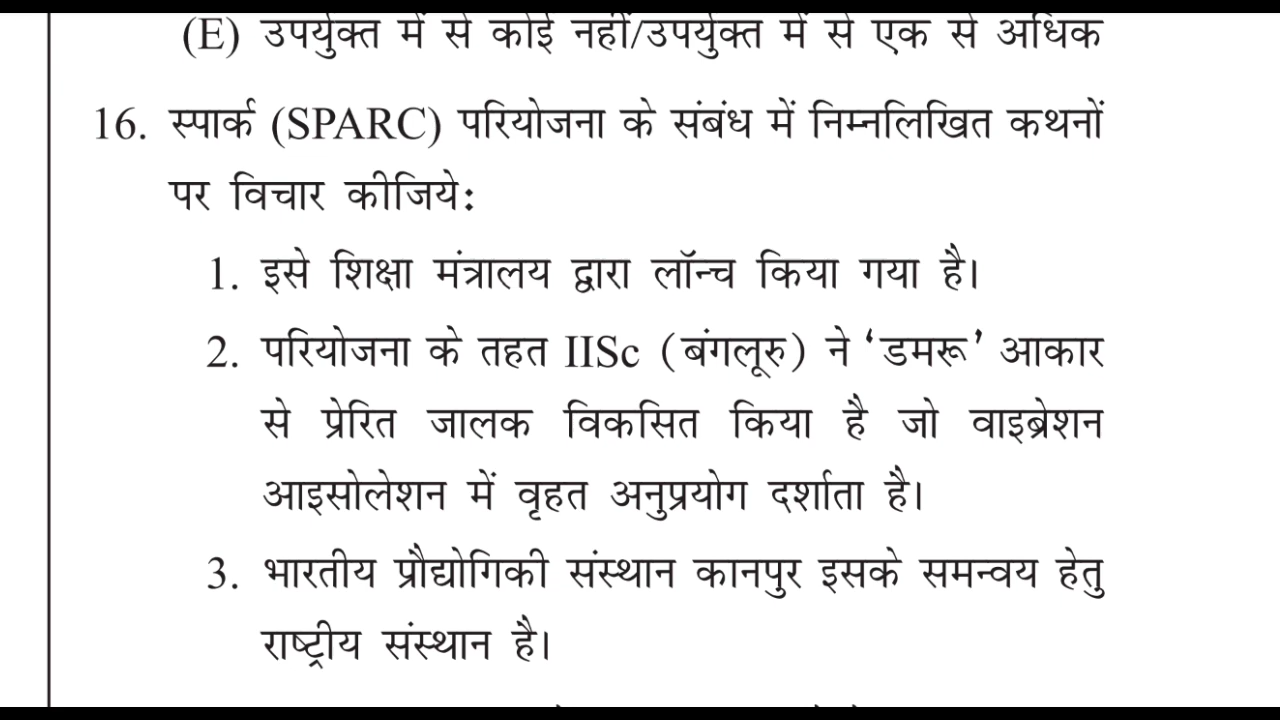 (E) उपर्युक्त में से कोई नहीं/उपर्युक्त में से एक से अधिक
16. स्पार्क (SPARC) परियोजना के संबंध में निम्नलिखित कथनों
पर विचार कीजिये:
1. इसे शिक्षा मंत्रालय द्वारा लॉन्च किया गया है।
2. परियोजना के तहत IISc (बंगलूरु) ने ‘डमरू’ आकार
से प्रेरित जालक विकसित किया है जो वाइब्रेशन
आइसोलेशन में वृहत अनुप्रयोग दर्शाता है।
3. भारतीय प्रौद्योगिकी संस्थान कानपुर इसके समन्वय हेतु
राष्ट्रीय संस्थान है।